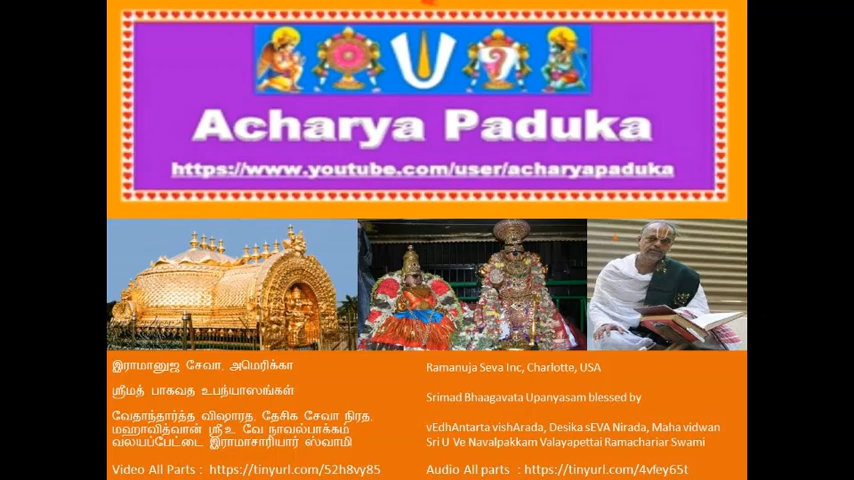 Acharya Paduka
https://www.youtube.com/user/acharyapaduka
இராமானுஜ சேவா, அமெரிக்கா
ஸ்ரீமத் பாகவத உபந்யாஸங்கள்
வேதாந்தார்த்த விஷாரத, தேசிக சேவா நிரத,
மஹாவித்வான் ஸ்ரீ உ வே நாவல்பாக்கம்
வலயப்பேட்டை இராமாசாரியார் ஸ்வாமி
Video All Parts : https://tinyurl.com/52h8vy85
Ramanuja Seva Inc, Charlotte, USA
Srimad Bhaagavata Upanyasam blessed by
vEdhAntarta vishArada, Desika sEVA Nirada, Maha vidwan
Sri U Ve Navalpakkam Valayapettai Ramachariar Swami
Audio All parts : https://tinyurl.com/4vfey65t